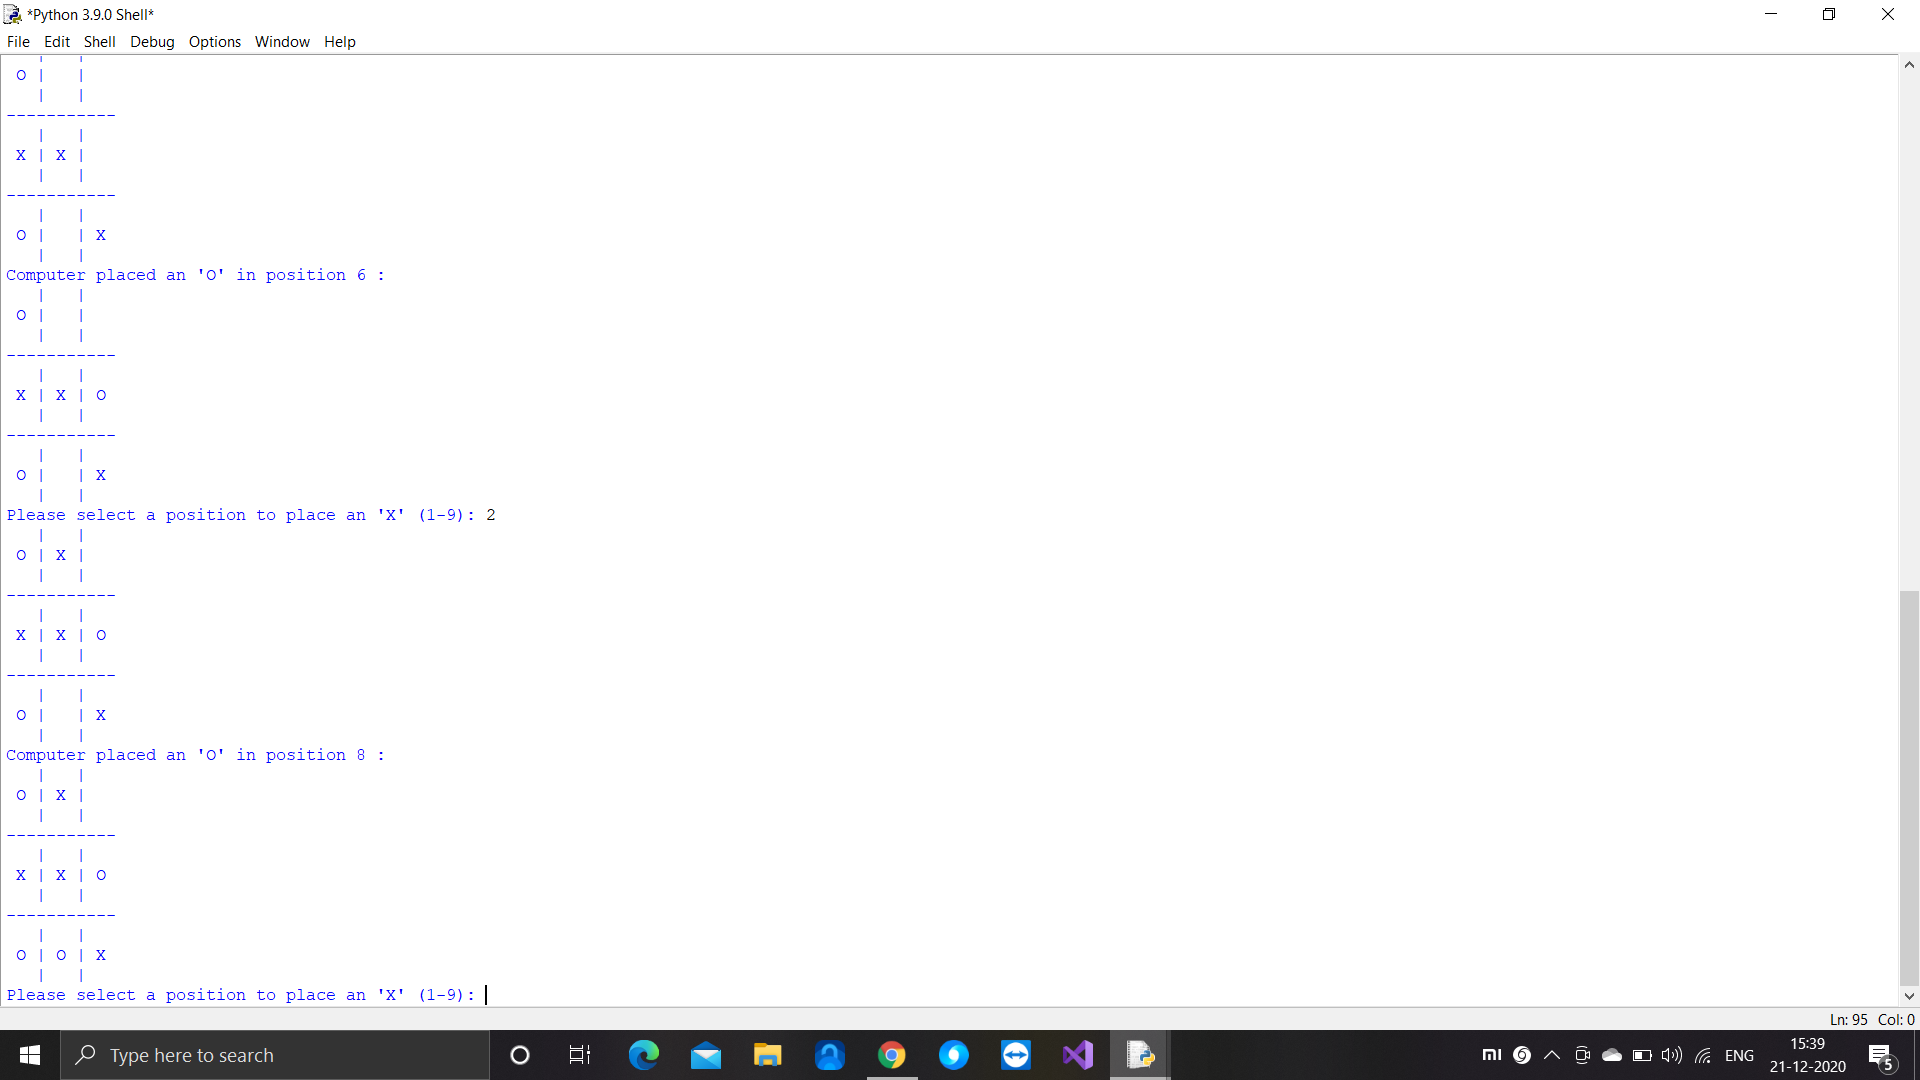 *Python 3.9.0 Shell*
File Edit Shell Debug Options Window Help
   |   |
 O |   |
   |   |
-----------
   |   |
 X | X |
   |   |
-----------
   |   |
 O |   | X
   |   |
Computer placed an 'O' in position 6 :
   |   |
 O |   |
   |   |
-----------
   |   |
 X | X | O
   |   |
-----------
   |   |
 O |   | X
   |   |
Please select a position to place an 'X' (1-9): 2
   |   |
 O | X |
   |   |
-----------
   |   |
 X | X | O
   |   |
-----------
   |   |
 O |   | X
   |   |
Computer placed an 'O' in position 8 :
   |   |
 O | X |
   |   |
-----------
   |   |
 X | X | O
   |   |
-----------
   |   |
 O | O | X
   |   |
Please select a position to place an 'X' (1-9):
Ln: 95 Col: 0
Type here to search
mi
ENG
15:39
21-12-2020
5